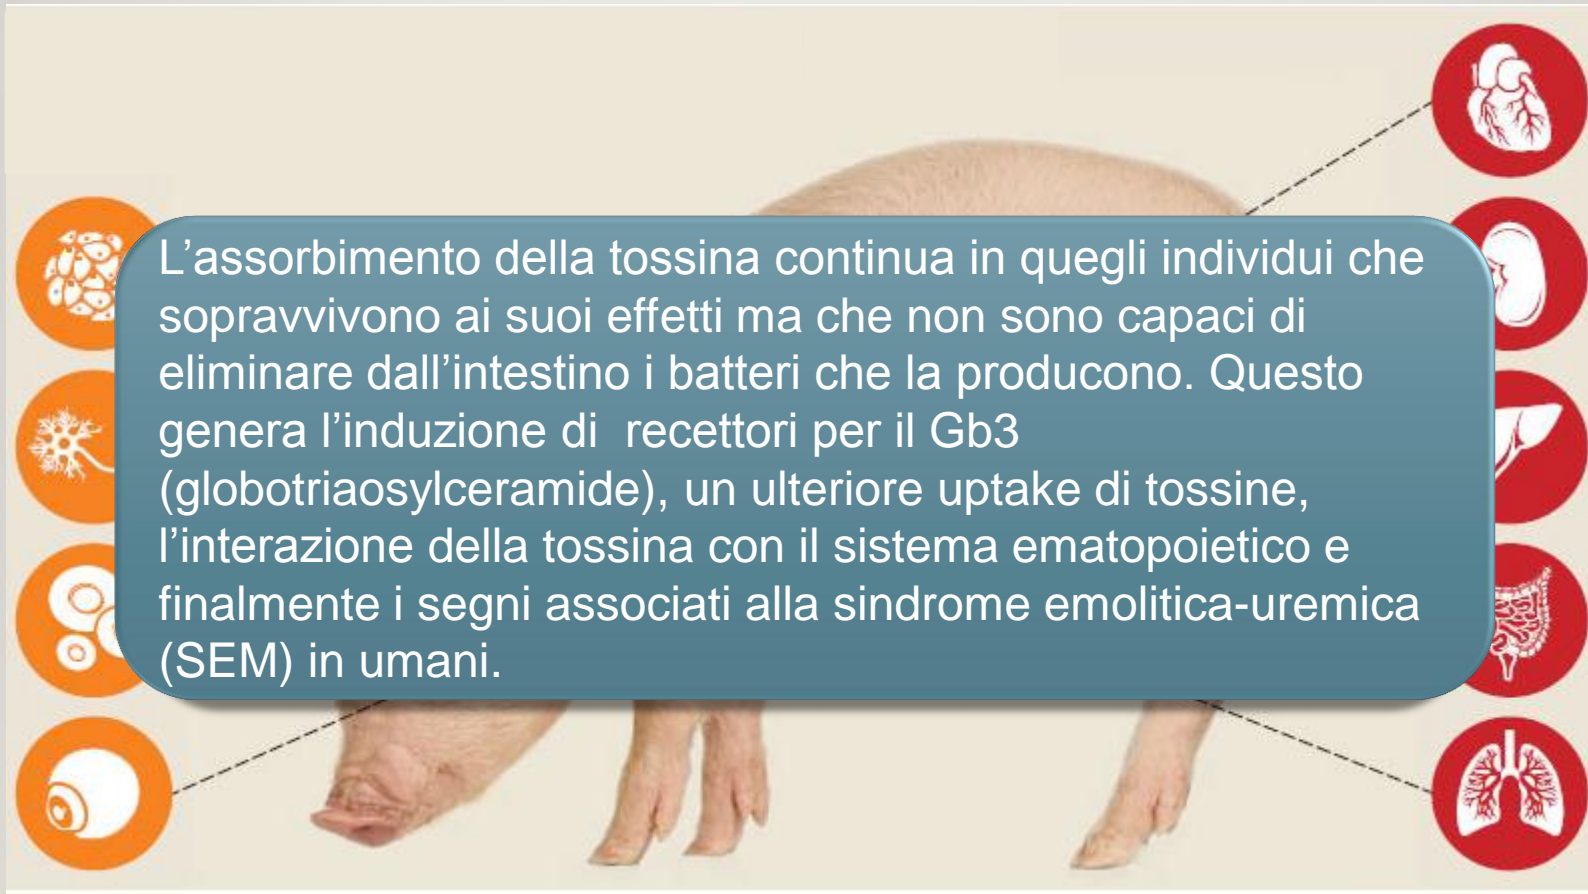 L’assorbimento della tossina continua in quegli individui che
sopravvivono ai suoi effetti ma che non sono capaci di
eliminare dall’intestino i batteri che la producono. Questo
genera l’induzione di  recettori per il Gb3
(globotriaosylceramide), un ulteriore uptake di tossine,
l’interazione della tossina con il sistema ematopoietico e
finalmente i segni associati alla sindrome emolitica-uremica
(SEM) in umani.